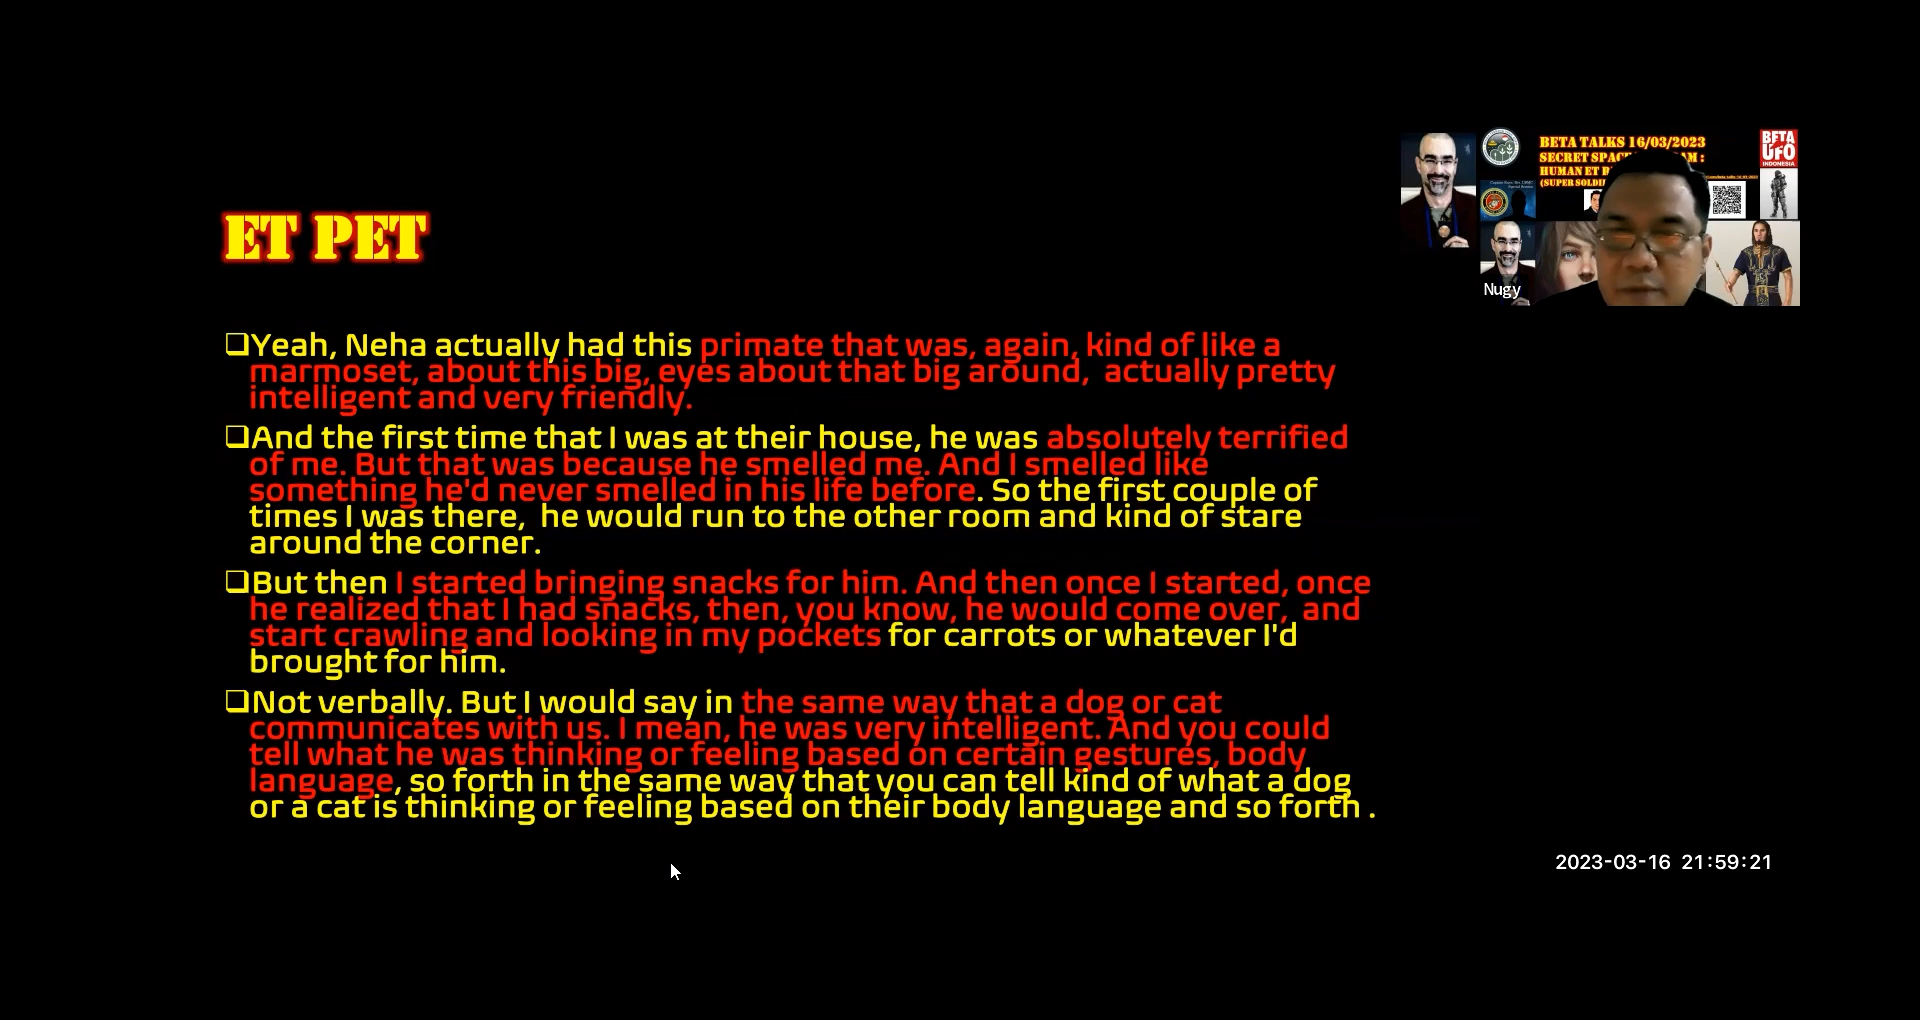 BETA TALKS 16/03/2023
SECRET SPAC AM :
HUMAN ET
(SUPER SOLDI
BETA
UFO
INDONESIA
Nugy
ET PET
❑Yeah, Neha actually had this primate that was, again, kind of like a
marmoset, about this big, eyes about that big around, actually pretty
intelligent and very friendly.
❑And the first time that I was at their house, he was absolutely terrified
of me. But that was because he smelled me. And I smelled like
something he'd never smelled in his life before. So the first couple of
times I was there, he would run to the other room and kind of stare
around the corner.
❑But then I started bringing snacks for him. And then once I started, once
he realized that I had snacks, then, you know, he would come over, and
start crawling and looking in my pockets for carrots or whatever I'd
brought for him.
❑Not verbally. But I would say in the same way that a dog or cat
communicates with us. I mean, he was very intelligent. And you could
tell what he was thinking or feeling based on certain gestures, body
language, so forth in the same way that you can tell kind of what a dog
or a cat is thinking or feeling based on their body language and so forth .
2023-03-16 21:59:21